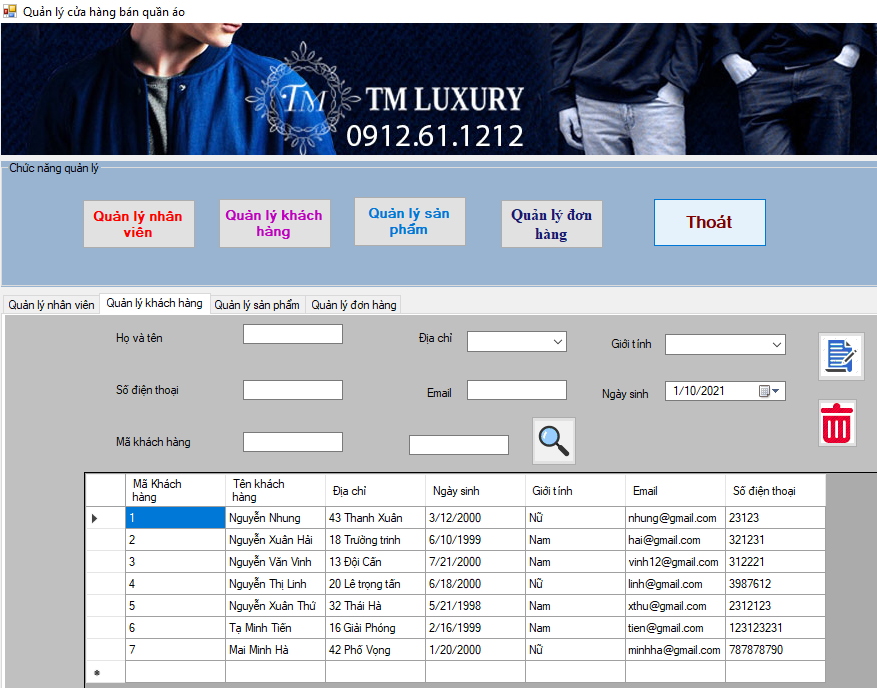 Quản lý cửa hàng bán quần áo
TM
TM LUXURY
0912.61.1212
Chức năng quản lý
Quản lý nhân
viên
Quản lý khách
hàng
Quản lý sản
phẩm
Quản lý đơn
hàng
Thoát
Quản lý nhân viên Quản lý khách hàng Quản lý sản phẩm Quản lý đơn hàng
Họ và tên Địa chỉ Giới tính
Số điện thoại Email Ngày sinh 1/10/2021
Mã khách hàng
Mã Khách
hàng
Tên khách
hàng
Địa chỉ Ngày sinh Giới tính Email Số điện thoại
1 Nguyễn Nhung 43 Thanh Xuân 3/12/2000 Nữ nhung@gmail.com 23123
2 Nguyễn Xuân Hải 18 Trường trinh 6/10/1999 Nam hai@gmail.com 321231
3 Nguyễn Văn Vinh 13 Đội Cấn 7/21/2000 Nam vinh12@gmail.com 312221
4 Nguyễn Thị Linh 20 Lê trọng tấn 6/18/2000 Nữ linh@gmail.com 3987612
5 Nguyễn Xuân Thứ 32 Thái Hà 5/21/1998 Nam xthu@gmail.com 2312123
6 Tạ Minh Tiến 16 Giải Phóng 2/16/1999 Nam tien@gmail.com 123123231
7 Mai Minh Hà 42 Phố Vọng 1/20/2000 Nữ minhha@gmail.com 787878790